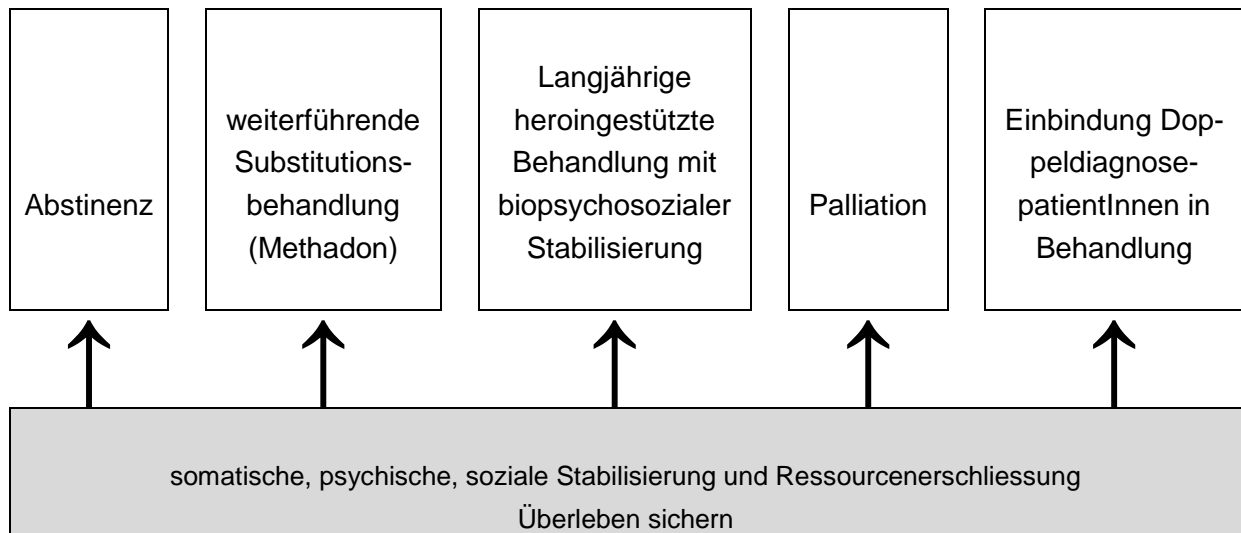 Abstinenz
weiterführende
Substitutions-
behandlung
(Methadon)
Langjährige
heroingestützte
Behandlung mit
biopsychosozialer
Stabilisierung
Palliation
Einbindung Dop-
peldiagnose-
patientInnen in
Behandlung
somatische, psychische, soziale Stabilisierung und Ressourcenerschliessung
Überleben sichern